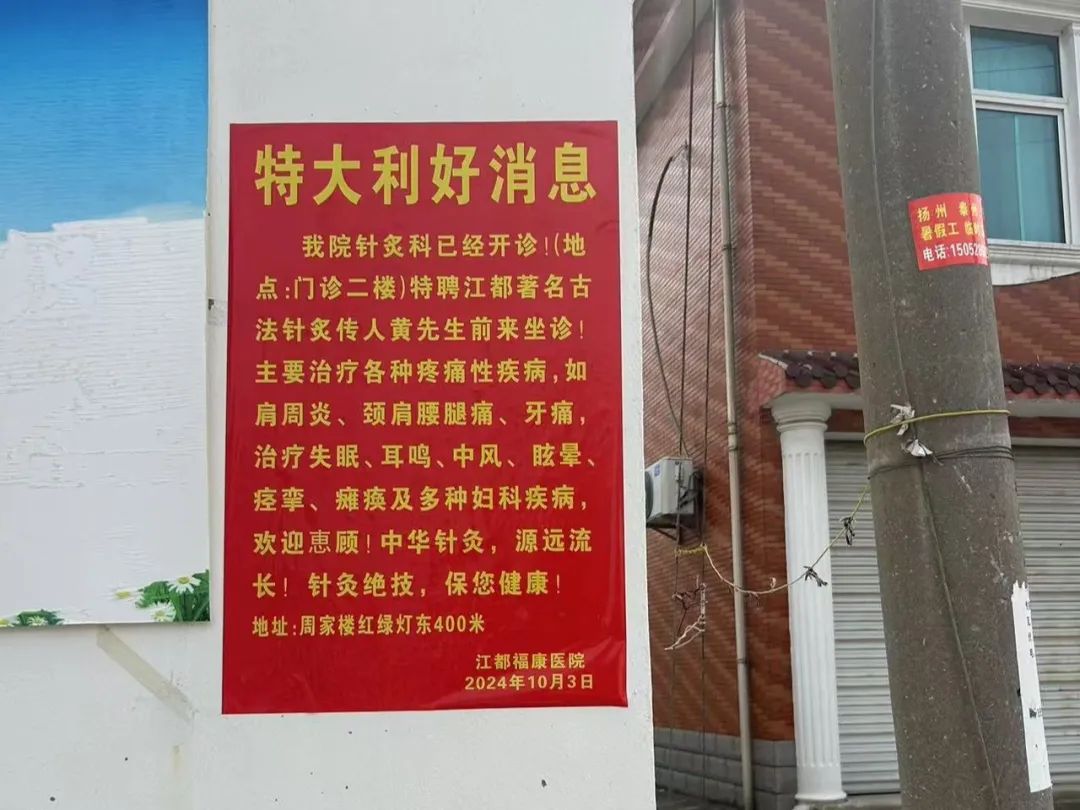 特大利好消息
我院针炙科已经开诊!(地
点:门诊二楼)特聘江都著名古
法针炙传人黄先生前来坐诊!
主要治疗各种疼痛性疾病,如
肩周炎、颈肩腰腿痛、牙痛,
治疗失眠、耳鸣、中风、眩晕、
痉挛、瘫痪及多种妇科疾病,
欢迎惠顾!中华针灸,源远流
长!针灸绝技,保您健康!
地址:周家楼红绿灯东400米
江都福康医院
2024年10月3日
扬州
暑假工
电话:15052